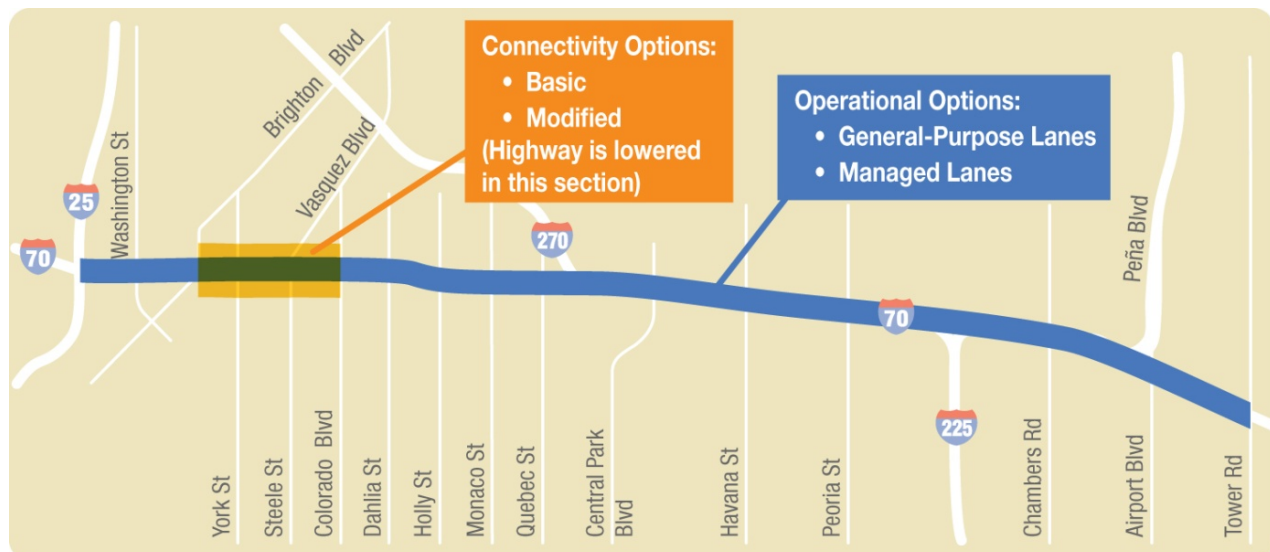 Connectivity Options:
• Basic
• Modified
(Highway is lowered
in this section)
Operational Options:
• General-Purpose Lanes
• Managed Lanes
Brighton Blvd
Vasquez Blvd
Washington St
25
70
270
70
225
Peña Blvd
York St
Steele St
Colorado Blvd
Dahlia St
Holly St
Monaco St
Quebec St
Central Park
Blvd
Havana St
Peoria St
Chambers Rd
Airport Blvd
Tower Rd